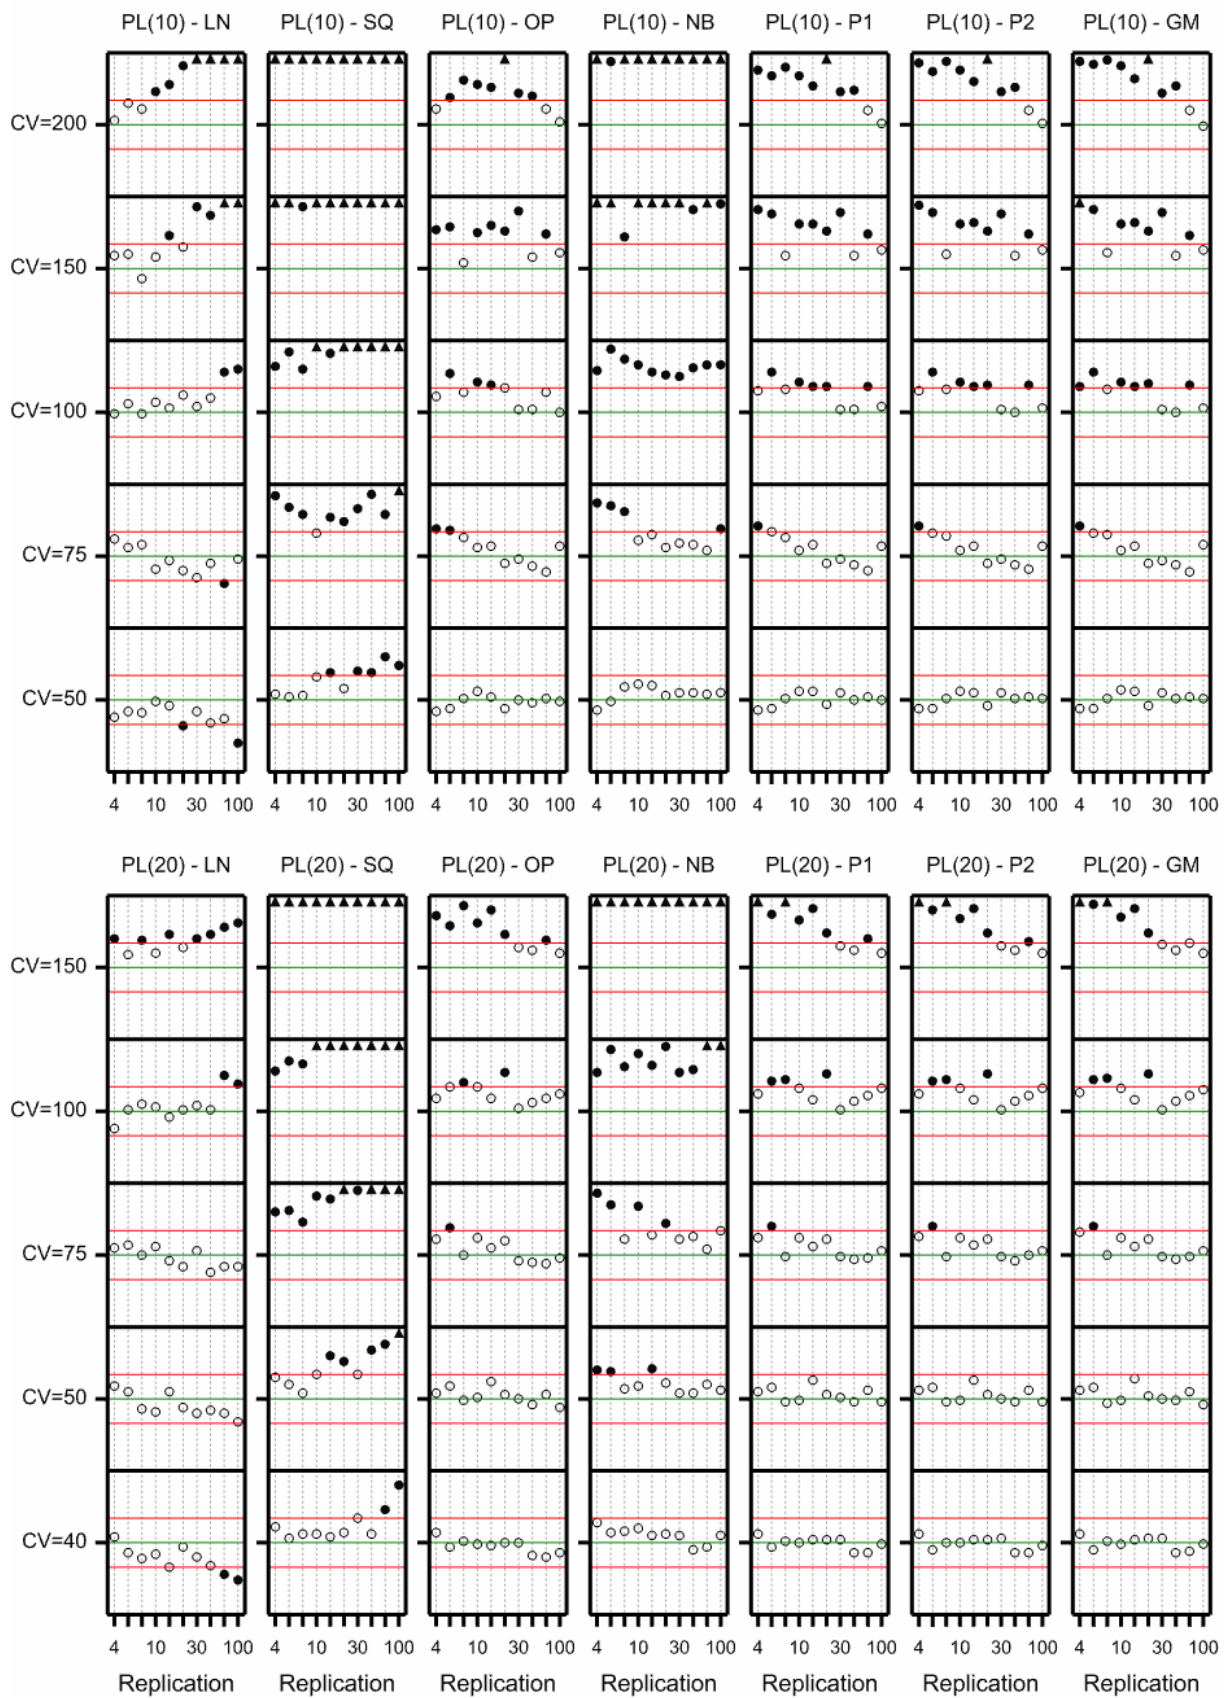 PL(10) - LN PL(10) - SQ PL(10) - OP PL(10) - NB PL(10) - P1 PL(10) - P2 PL(10) - GM
CV=200
CV=150
CV=100
CV=75
CV=50
4 10 30 100 4 10 30 100 4 10 30 100 4 10 30 100 4 10 30 100 4 10 30 100 4 10 30 100
PL(20) - LN PL(20) - SQ PL(20) - OP PL(20) - NB PL(20) - P1 PL(20) - P2 PL(20) - GM
CV=150
CV=100
CV=75
CV=50
CV=40
4 10 30 100 4 10 30 100 4 10 30 100 4 10 30 100 4 10 30 100 4 10 30 100 4 10 30 100
Replication Replication Replication Replication Replication Replication Replication